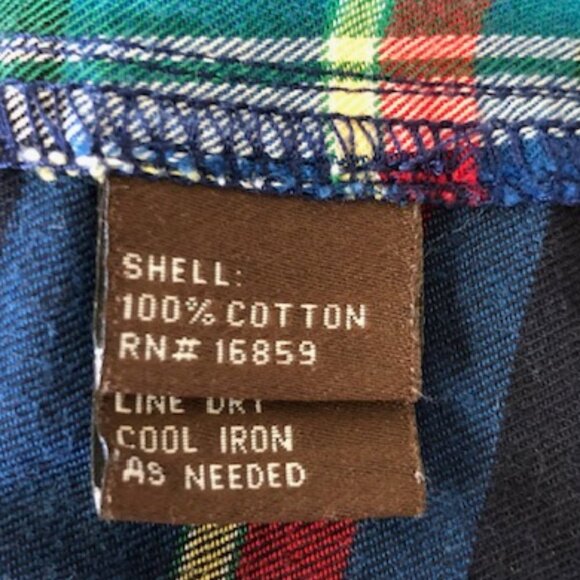 SHELL:
100% COTTON
RN# 16859
LINE DRY
COOL IRON
AS NEEDED